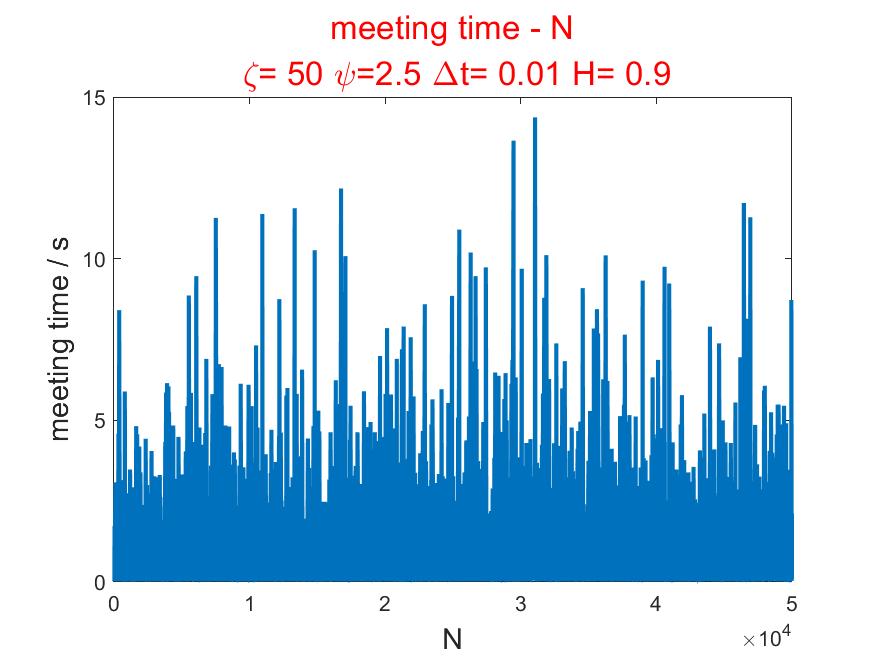 meeting time - N
ζ= 50 ψ=2.5 Δt= 0.01 H= 0.9
15
10
5
0
meeting time / s
0 1 2 3 4 5
×10⁴
N